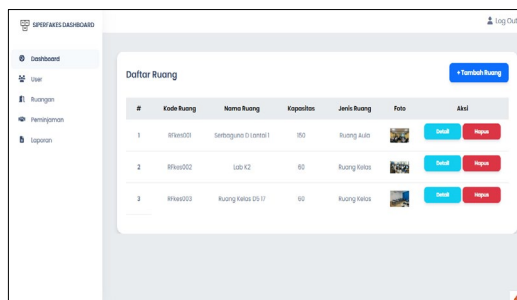 SIPERFAKES DASHBOARD
Log Out
Dashboard
User
Ruangan
Peminjaman
Laporan
Daftar Ruang
+Tambah Ruang
# Kode Ruang Nama Ruang Kapasitas Jenis Ruang Foto Aksi
1 RFkes001 Serbaguna D Lantai 1 150 Ruang Aula Detail Hapus
2 RFkes002 Lab K2 60 Ruang Kelas Detail Hapus
3 RFkes003 Ruang Kelas DS 17 60 Ruang Kelas Detail Hapus